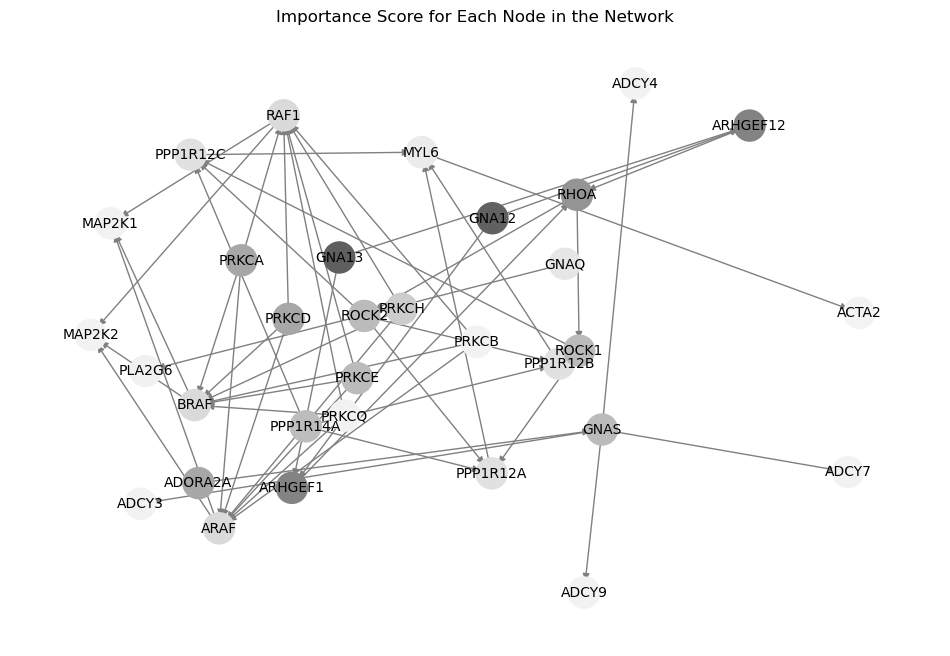 Importance Score for Each Node in the Network
ADCY4
RAF1
ARHGEF12
PPP1R12C
MYL6
RHOA
GNA12
MAP2K1
GNA13
PRKCA
GNAQ
PRKCH
ROCK2
PRKCD
ACTA2
MAP2K2
PRKCB
ROCK1
PPP1R12B
PLA2G6
PRKCE
BRAF
PRKCQ
PPP1R14A
GNAS
ADCY7
PPP1R12A
ADORA2A
ARHGEF1
ADCY3
ARAF
ADCY9